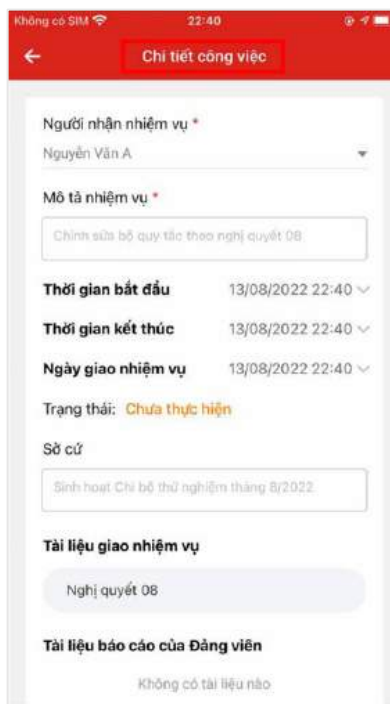 Không có SIM 22:40
Chi tiết công việc
Người nhận nhiệm vụ *
Nguyễn Văn A
Mô tả nhiệm vụ *
Chỉnh sửa bộ quy tắc theo nghị quyết 08
Thời gian bắt đầu 13/08/2022 22:40
Thời gian kết thúc 13/08/2022 22:40
Ngày giao nhiệm vụ 13/08/2022 22:40
Trạng thái: Chưa thực hiện
Sở cứ
Sinh hoạt Chi bộ thử nghiệm tháng 8/2022
Tài liệu giao nhiệm vụ
Nghị quyết 08
Tài liệu báo cáo của Đảng viên
Không có tài liệu nào